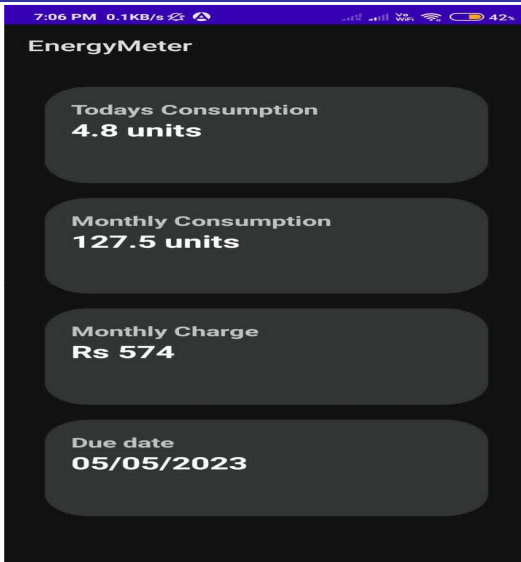 7:06 PM 0.1KB/s 42%
EnergyMeter
Todays Consumption
4.8 units
Monthly Consumption
127.5 units
Monthly Charge
Rs 574
Due date
05/05/2023